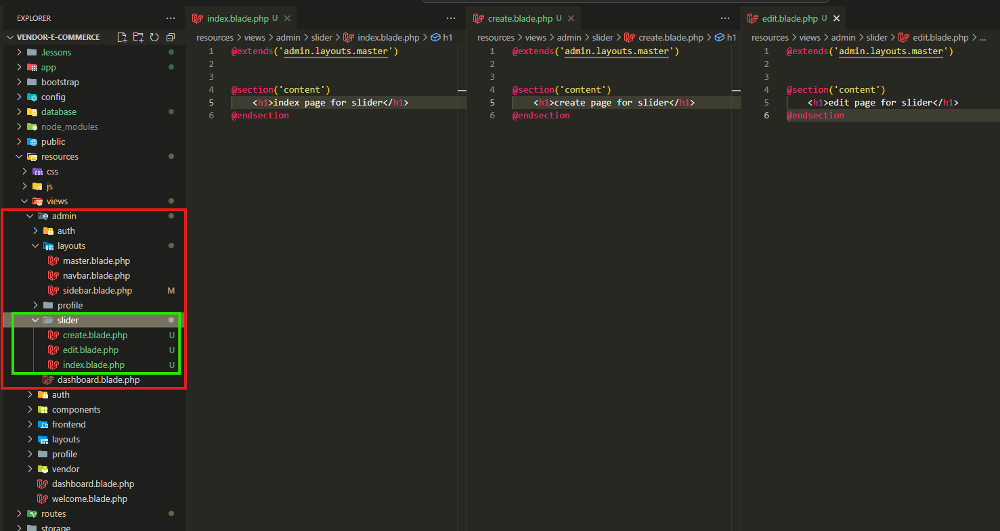 EXPLORER
VENDOR-E-COMMERCE
.lessons
app
bootstrap
config
database
node_modules
public
resources
css
js
views
admin
auth
layouts
master.blade.php
navbar.blade.php
sidebar.blade.php M
profile
slider
create.blade.php U
edit.blade.php U
index.blade.php U
dashboard.blade.php
auth
components
frontend
layouts
profile
vendor
dashboard.blade.php
welcome.blade.php
routes
storage
index.blade.php U
resources > views > admin > slider > index.blade.php > h1
1 @extends('admin.layouts.master')
2
3
4 @section('content')
5 <h1>index page for slider</h1>
6 @endsection
create.blade.php U
resources > views > admin > slider > create.blade.php > h1
1 @extends('admin.layouts.master')
2
3
4 @section('content')
5 <h1>create page for slider</h1>
6 @endsection
edit.blade.php U
resources > views > admin > slider > edit.blade.php > ...
1 @extends('admin.layouts.master')
2
3
4 @section('content')
5 <h1>edit page for slider</h1>
6 @endsection